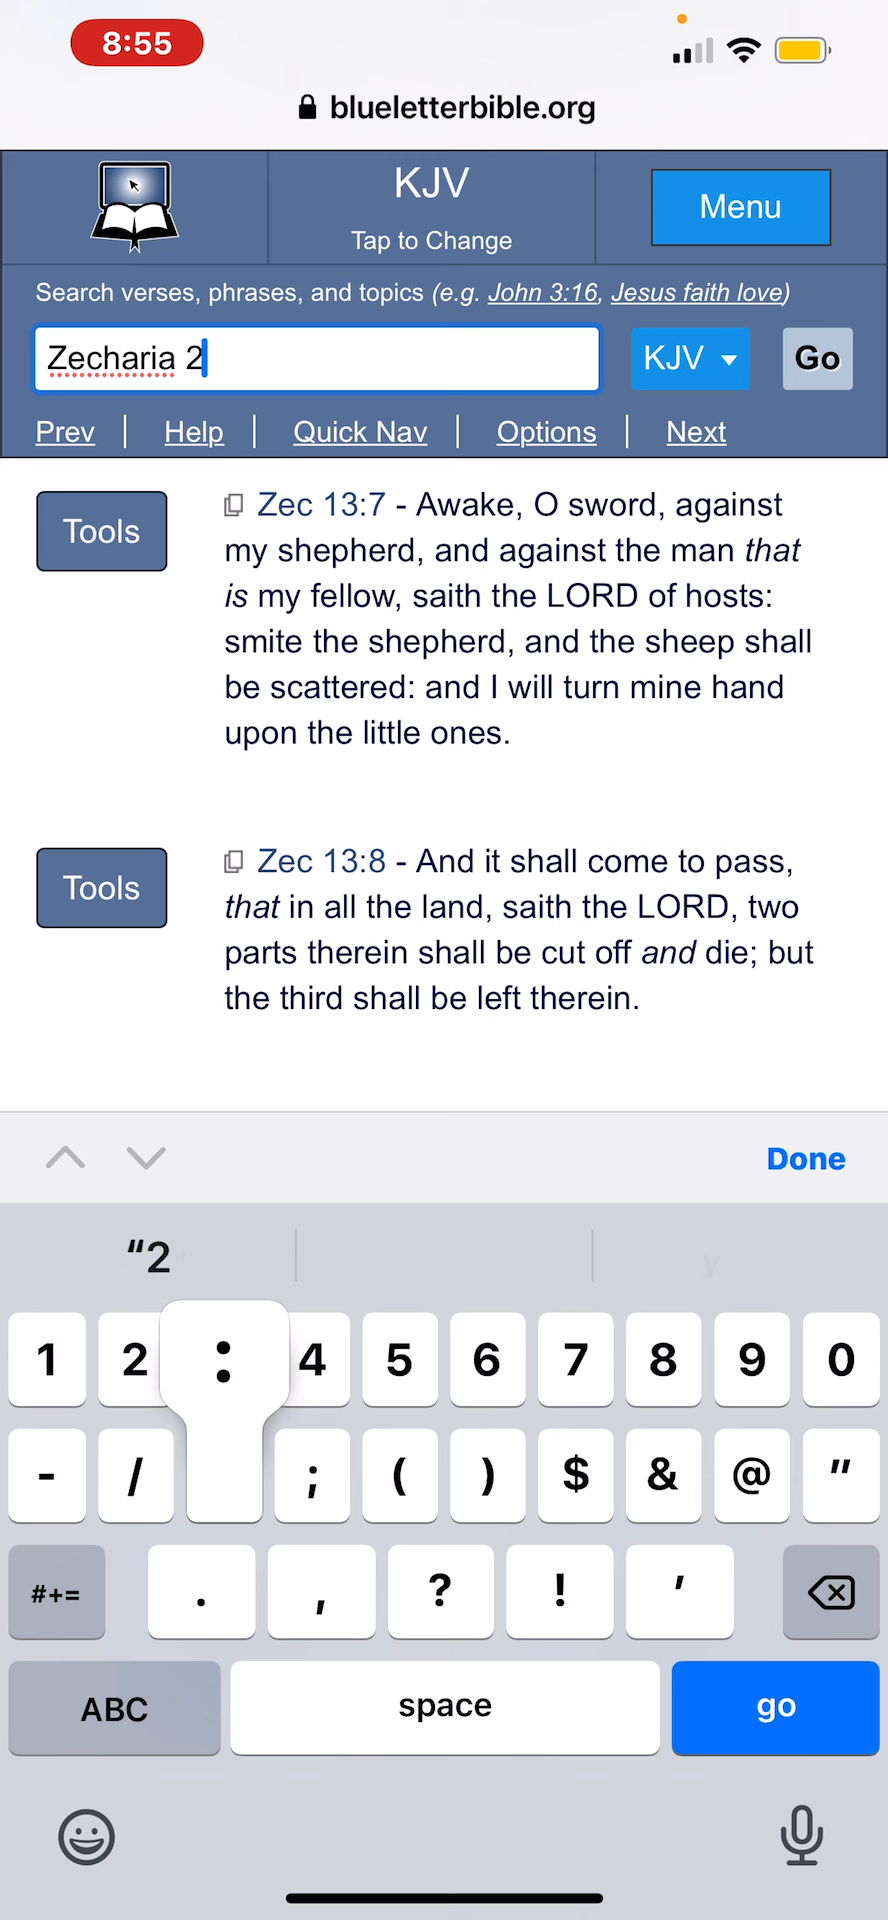 8:55
blueletterbible.org
KJV
Tap to Change
Menu
Search verses, phrases, and topics (e.g. John 3:16, Jesus faith love)
Zecharia 2
KJV
Go
Prev | Help | Quick Nav | Options | Next
Tools
Zec 13:7 - Awake, O sword, against
my shepherd, and against the man that
is my fellow, saith the LORD of hosts:
smite the shepherd, and the sheep shall
be scattered: and I will turn mine hand
upon the little ones.
Tools
Zec 13:8 - And it shall come to pass,
that in all the land, saith the LORD, two
parts therein shall be cut off and die; but
the third shall be left therein.
Done
“2” y
1 2 : 4 5 6 7 8 9 0
- / ; ( ) $ & @ "
#+= . , ? ! '
ABC space go